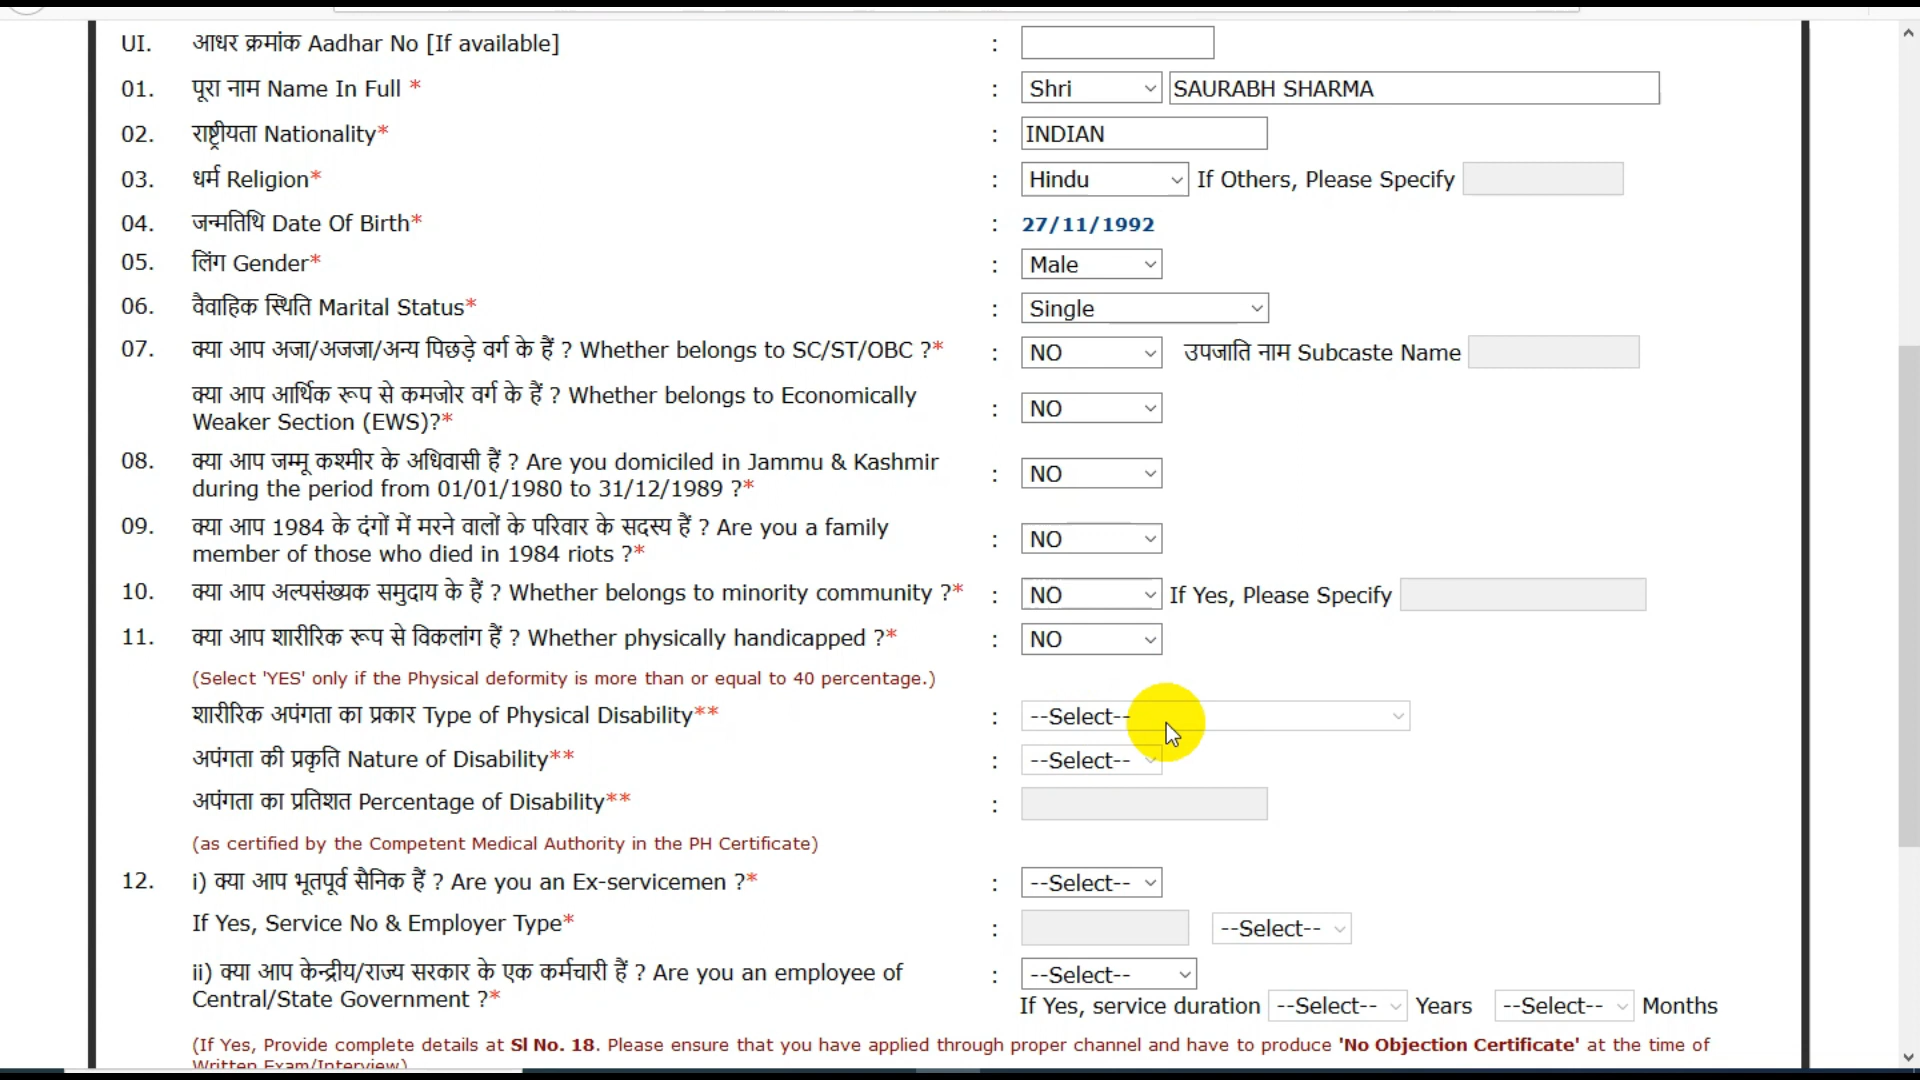 UI. आधर क्रमांक Aadhar No [If available] :
01. पूरा नाम Name In Full * : Shri SAURABH SHARMA
02. राष्ट्रीयता Nationality* : INDIAN
03. धर्म Religion* : Hindu If Others, Please Specify
04. जन्मतिथि Date Of Birth* : 27/11/1992
05. लिंग Gender* : Male
06. वैवाहिक स्थिति Marital Status* : Single
07. क्या आप अजा/अजजा/अन्य पिछड़े वर्ग के हैं ? Whether belongs to SC/ST/OBC ?* : NO उपजाति नाम Subcaste Name
क्या आप आर्थिक रूप से कमजोर वर्ग के हैं ? Whether belongs to Economically
Weaker Section (EWS)?* : NO
08. क्या आप जम्मू कश्मीर के अधिवासी हैं ? Are you domiciled in Jammu & Kashmir
during the period from 01/01/1980 to 31/12/1989 ?* : NO
09. क्या आप 1984 के दंगों में मरने वालों के परिवार के सदस्य हैं ? Are you a family
member of those who died in 1984 riots ?* : NO
10. क्या आप अल्पसंख्यक समुदाय के हैं ? Whether belongs to minority community ?* : NO If Yes, Please Specify
11. क्या आप शारीरिक रूप से विकलांग हैं ? Whether physically handicapped ?* : NO
(Select 'YES' only if the Physical deformity is more than or equal to 40 percentage.)
शारीरिक अपंगता का प्रकार Type of Physical Disability** : --Select--
अपंगता की प्रकृति Nature of Disability** : --Select--
अपंगता का प्रतिशत Percentage of Disability** :
(as certified by the Competent Medical Authority in the PH Certificate)
12. i) क्या आप भूतपूर्व सैनिक हैं ? Are you an Ex-servicemen ?* : --Select--
If Yes, Service No & Employer Type* : --Select--
ii) क्या आप केन्द्रीय/राज्य सरकार के एक कर्मचारी हैं ? Are you an employee of : --Select--
Central/State Government ?* If Yes, service duration --Select-- Years --Select-- Months
(If Yes, Provide complete details at Sl No. 18. Please ensure that you have applied through proper channel and have to produce 'No Objection Certificate' at the time of
Written Exam/Interview)